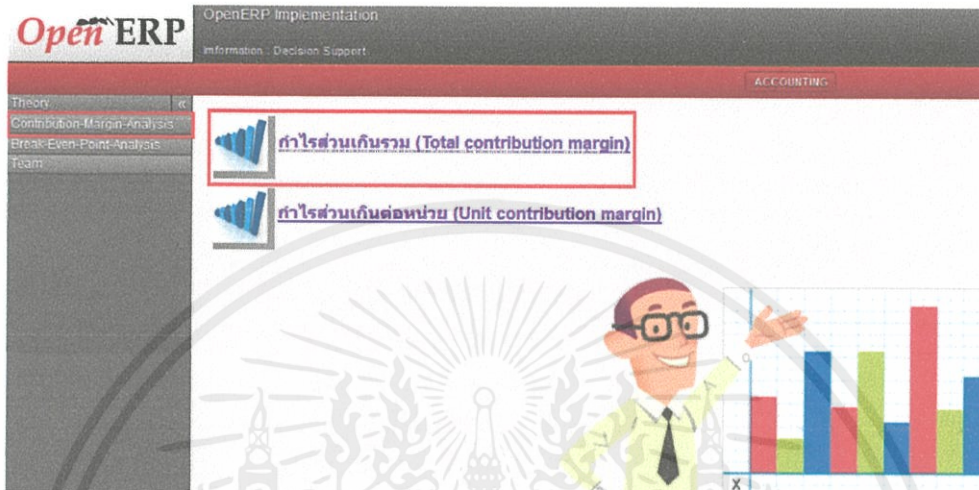 Open ERP
OpenERP Implementation
Information : Decision Support
ACCOUNTING
Theory «
Contribution-Margin-Analysis
Break-Even-Point-Analysis
Team
กำไรส่วนเกินรวม (Total contribution margin)
กำไรส่วนเกินต่อหน่วย (Unit contribution margin)
X